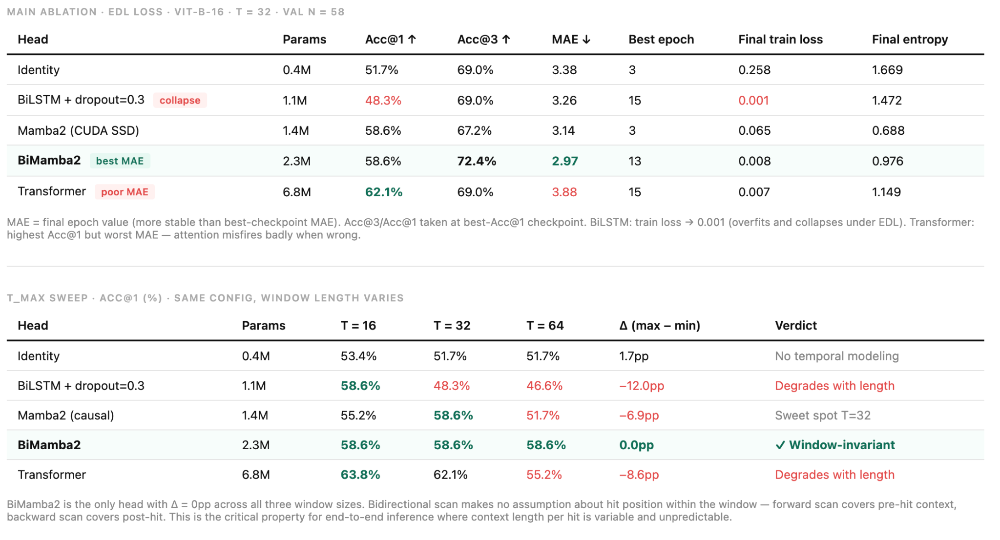 MAIN ABLATION · EDL LOSS · VIT-B-16 · T = 32 · VAL N = 58
Head Params Acc@1 ↑ Acc@3 ↑ MAE ↓ Best epoch Final train loss Final entropy
Identity 0.4M 51.7% 69.0% 3.38 3 0.258 1.669
BiLSTM + dropout=0.3 collapse 1.1M 48.3% 69.0% 3.26 15 0.001 1.472
Mamba2 (CUDA SSD) 1.4M 58.6% 67.2% 3.14 3 0.065 0.688
BiMamba2 best MAE 2.3M 58.6% 72.4% 2.97 13 0.008 0.976
Transformer poor MAE 6.8M 62.1% 69.0% 3.88 15 0.007 1.149
MAE = final epoch value (more stable than best-checkpoint MAE). Acc@3/Acc@1 taken at best-Acc@1 checkpoint. BiLSTM: train loss → 0.001 (overfits and collapses under EDL). Transformer:
highest Acc@1 but worst MAE — attention misfires badly when wrong.
T_MAX SWEEP · ACC@1 (%) · SAME CONFIG, WINDOW LENGTH VARIES
Head Params T = 16 T = 32 T = 64 Δ (max − min) Verdict
Identity 0.4M 53.4% 51.7% 51.7% 1.7pp No temporal modeling
BiLSTM + dropout=0.3 1.1M 58.6% 48.3% 46.6% −12.0pp Degrades with length
Mamba2 (causal) 1.4M 55.2% 58.6% 51.7% −6.9pp Sweet spot T=32
BiMamba2 2.3M 58.6% 58.6% 58.6% 0.0pp ✓ Window-invariant
Transformer 6.8M 63.8% 62.1% 55.2% −8.6pp Degrades with length
BiMamba2 is the only head with Δ = 0pp across all three window sizes. Bidirectional scan makes no assumption about hit position within the window — forward scan covers pre-hit context,
backward scan covers post-hit. This is the critical property for end-to-end inference where context length per hit is variable and unpredictable.